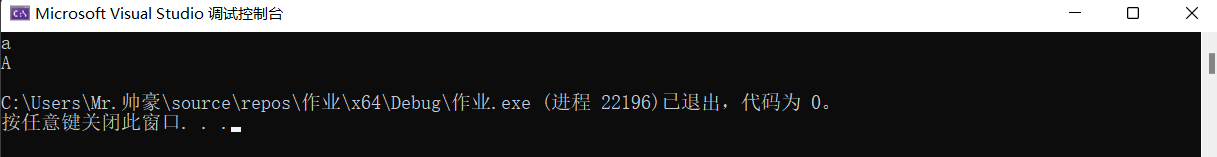 Microsoft Visual Studio 调试控制台
a
A
C:\Users\Mr.帅豪\source\repos\作业\x64\Debug\作业.exe (进程 22196)已退出，代码为 0。
按任意键关闭此窗口. . .